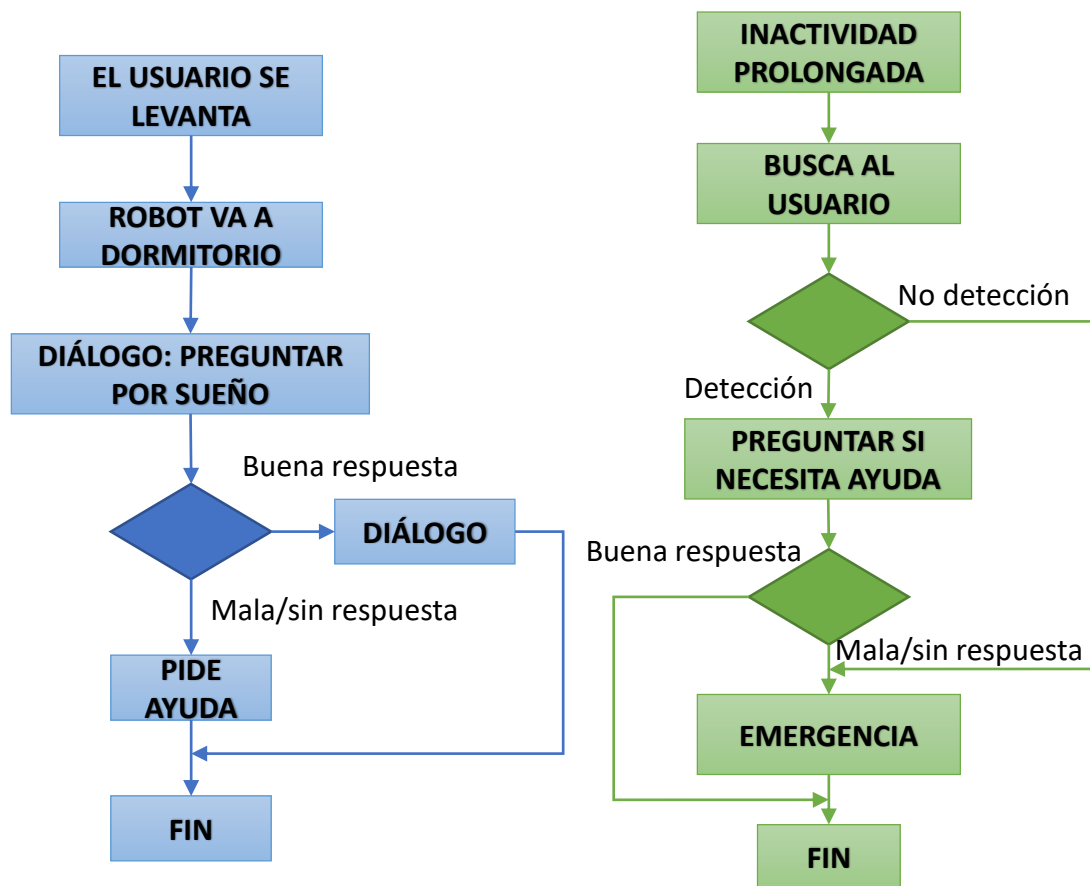 EL USUARIO SE
LEVANTA
ROBOT VA A
DORMITORIO
DIÁLOGO: PREGUNTAR
POR SUEÑO
Buena respuesta
DIÁLOGO
Mala/sin respuesta
PIDE
AYUDA
FIN
INACTIVIDAD
PROLONGADA
BUSCA AL
USUARIO
No detección
Detección
PREGUNTAR SI
NECESITA AYUDA
Buena respuesta
Mala/sin respuesta
EMERGENCIA
FIN